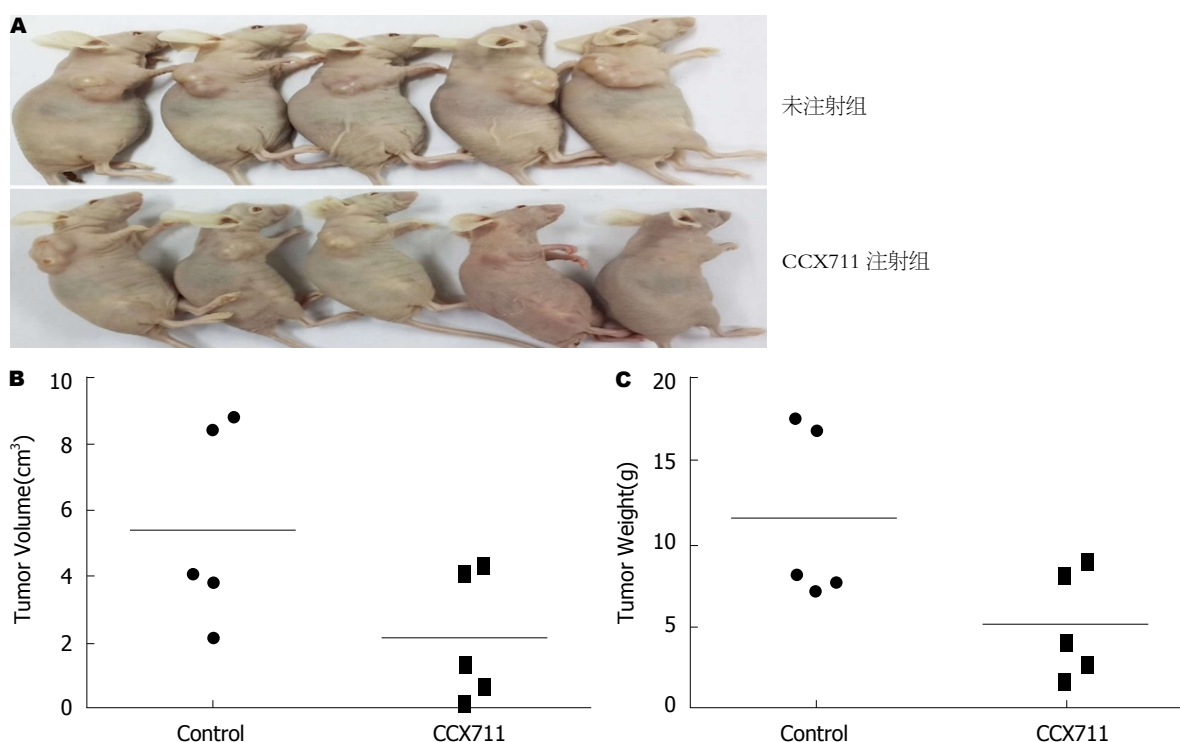 A
未注射组
CCX711 注射组
B
10
8
6
4
2
0
Tumor Volume(cm³)
Control
CCX711
C
20
15
10
5
0
Tumor Weight(g)
Control
CCX711